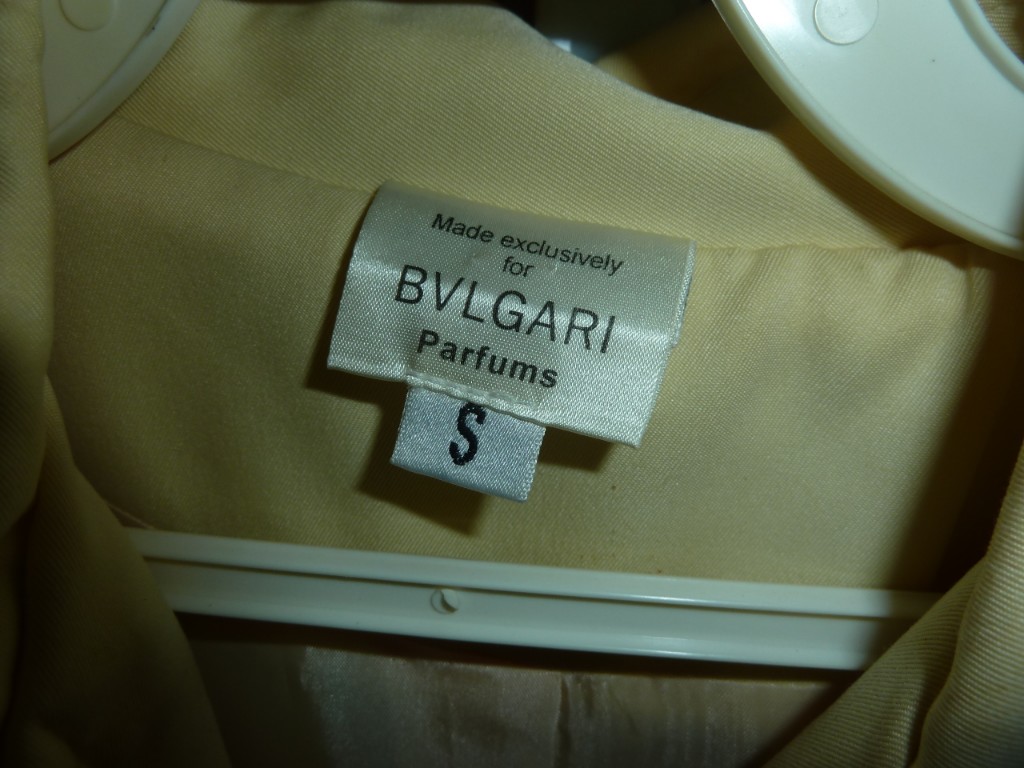 Made exclusively
for
BVLGARI
Parfums
S